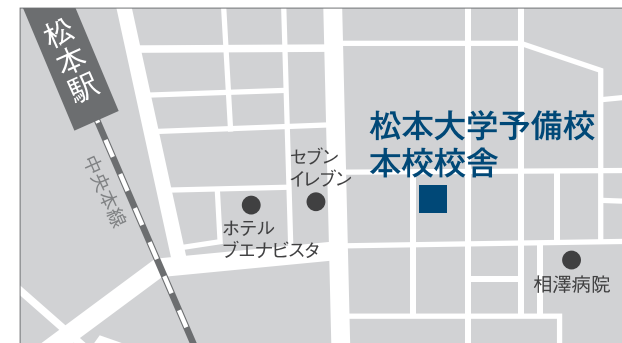 松本駅
中央本線
松本大学予備校
本校校舎
セブン
イレブン
ホテル
ブエナビスタ
相澤病院